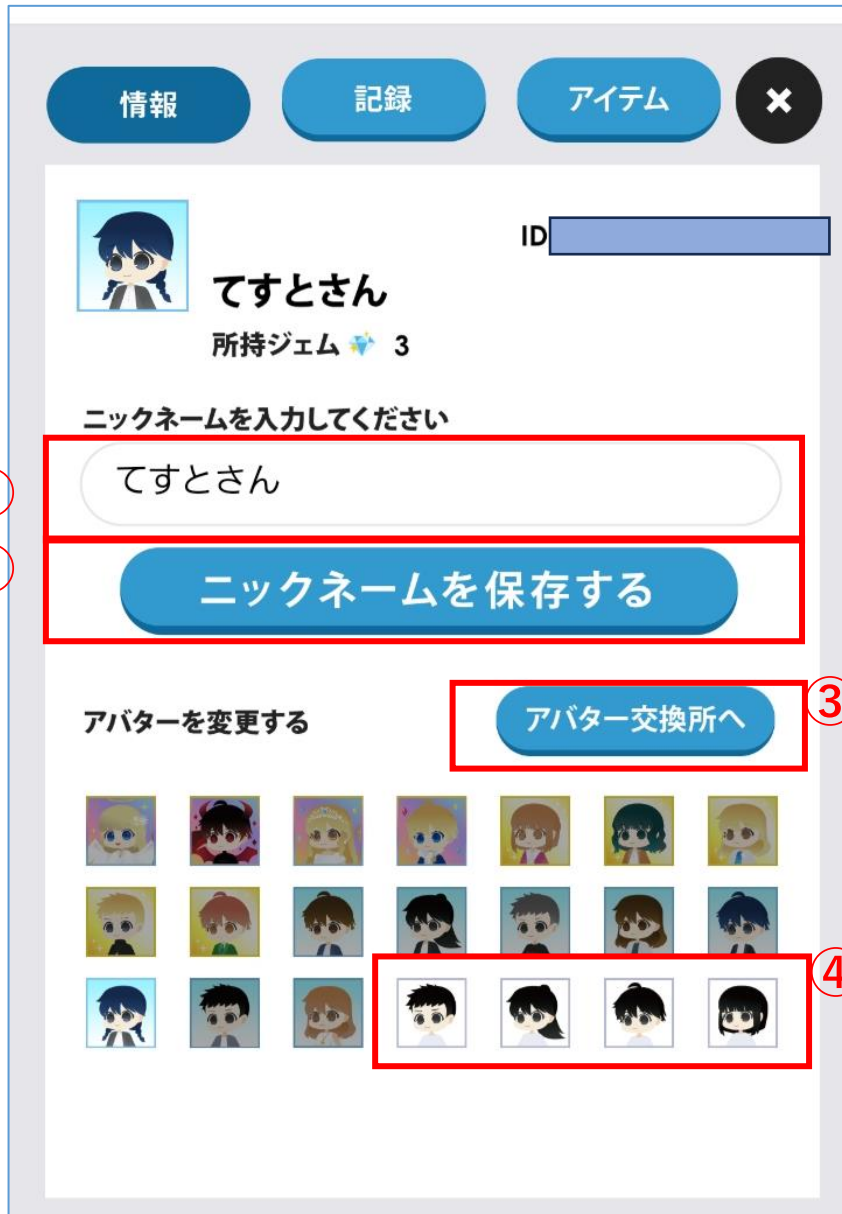 情報 記録 アイテム ×
ID
てすとさん
所持ジェム 3
ニックネームを入力してください
てすとさん
ニックネームを保存する
アバターを変更する アバター交換所へ ③
④